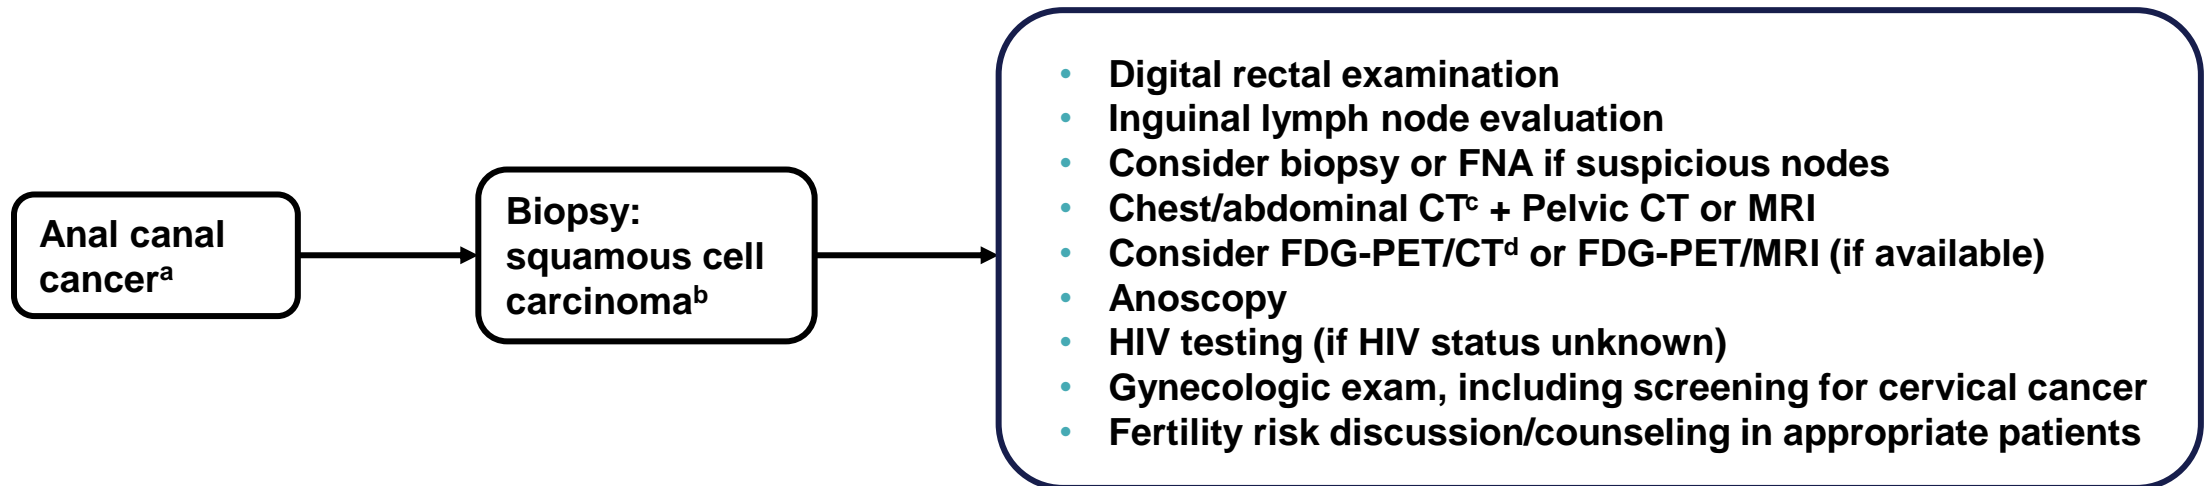 Anal canal
cancerᵃ
Biopsy:
squamous cell
carcinomaᵇ
• Digital rectal examination
• Inguinal lymph node evaluation
• Consider biopsy or FNA if suspicious nodes
• Chest/abdominal CTᶜ + Pelvic CT or MRI
• Consider FDG-PET/CTᵈ or FDG-PET/MRI (if available)
• Anoscopy
• HIV testing (if HIV status unknown)
• Gynecologic exam, including screening for cervical cancer
• Fertility risk discussion/counseling in appropriate patients